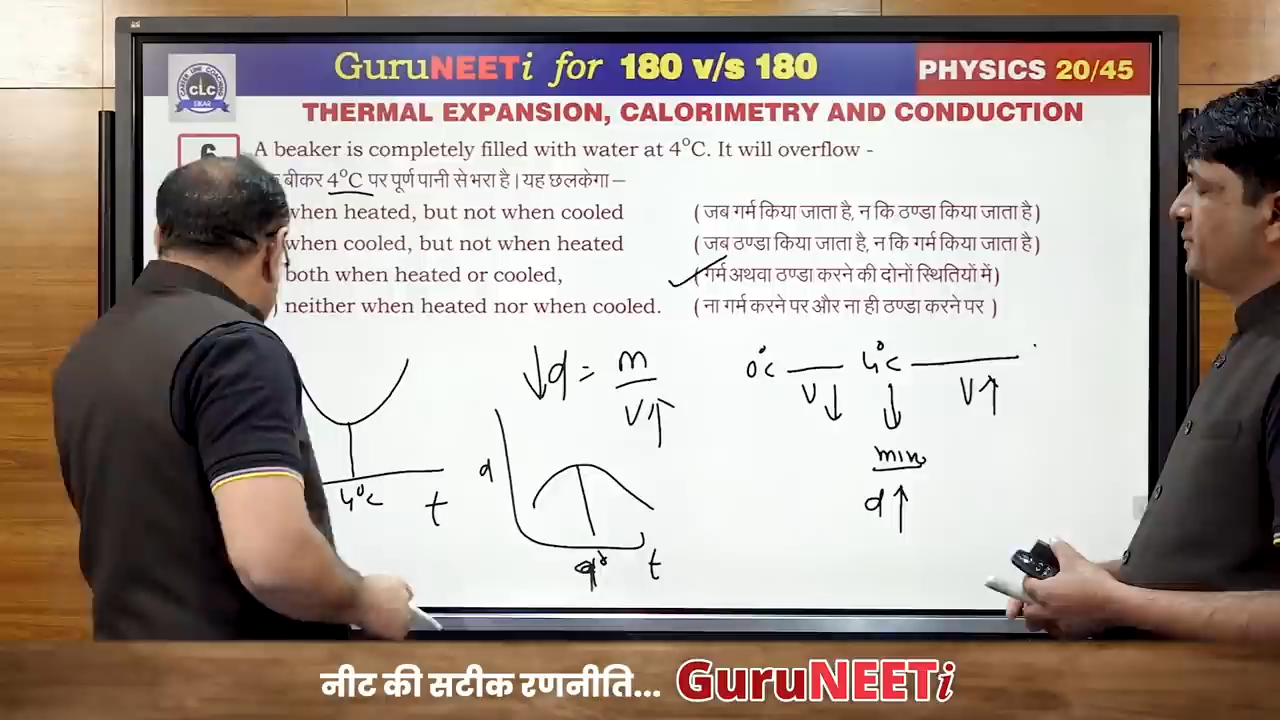 GuruNEETi for 180 v/s 180
PHYSICS 20/45
CLC
SIKAR
THERMAL EXPANSION, CALORIMETRY AND CONDUCTION
A beaker is completely filled with water at 4°C. It will overflow -
बीकर 4°C पर पूर्ण पानी से भरा है। यह छलकेगा –
when heated, but not when cooled (जब गर्म किया जाता है, न कि ठण्डा किया जाता है)
when cooled, but not when heated (जब ठण्डा किया जाता है, न कि गर्म किया जाता है)
both when heated or cooled, (गर्म अथवा ठण्डा करने की दोनों स्थितियों में)
) neither when heated nor when cooled. (ना गर्म करने पर और ना ही ठण्डा करने पर )
↓d = m
V↑
0°C 4°C
V↓ V↑
min
d↑
4°C t
d
t
नीट की सटीक रणनीति... GuruNEETi